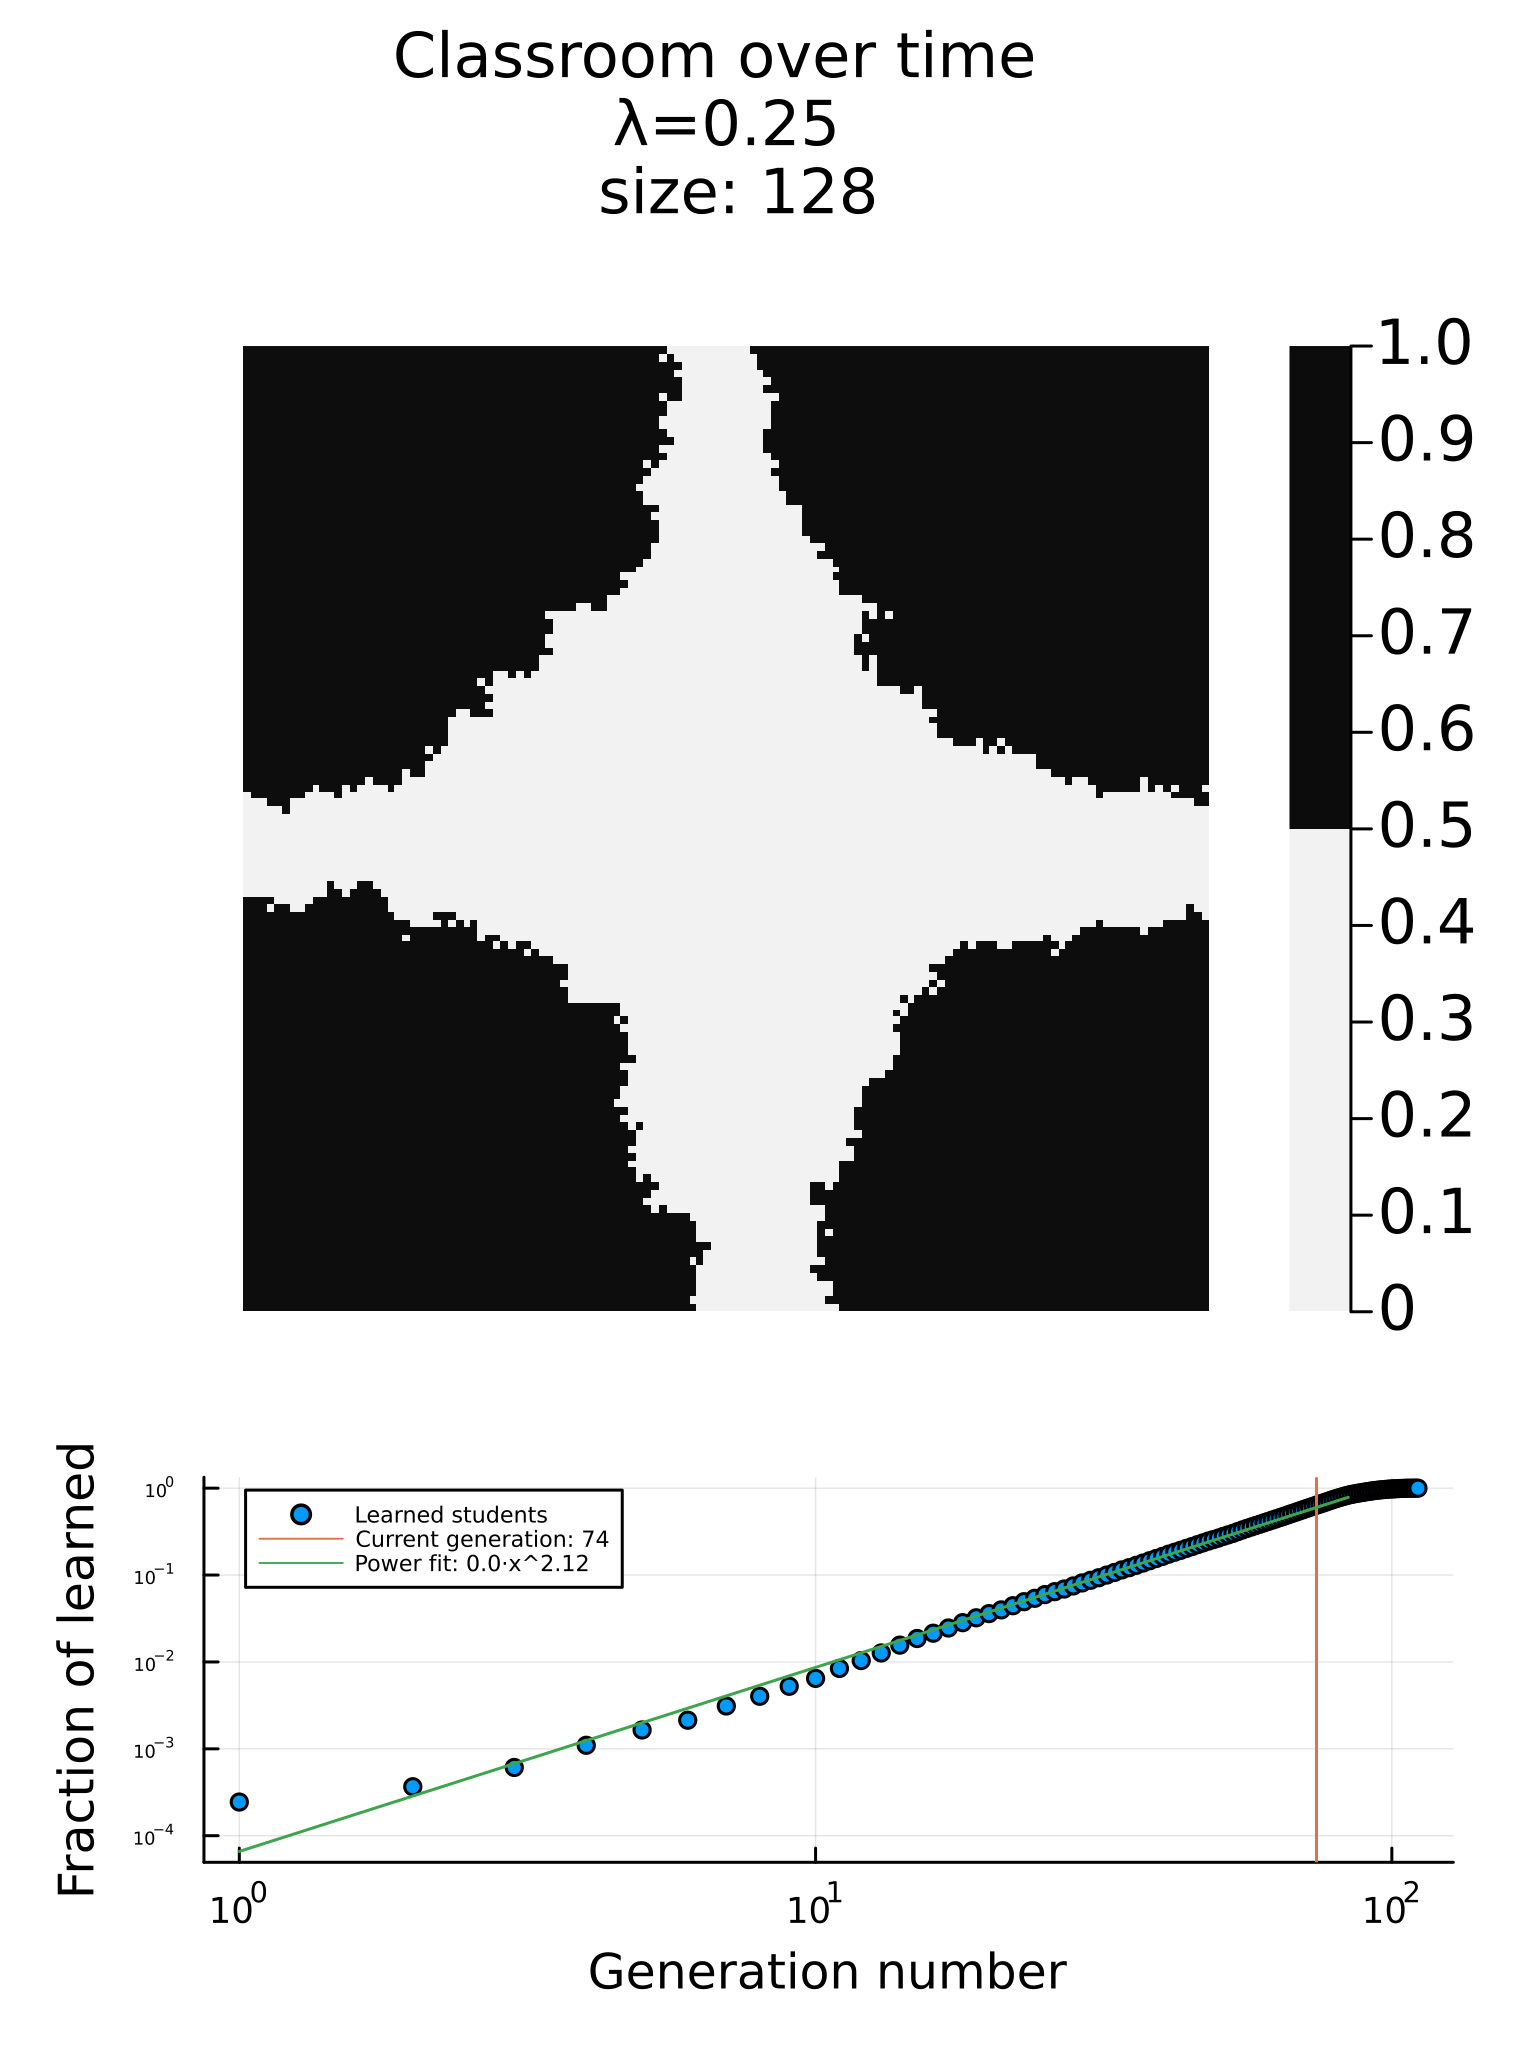 Classroom over time
λ=0.25
size: 128
1.0
0.9
0.8
0.7
0.6
0.5
0.4
0.3
0.2
0.1
0
Fraction of learned
10^0
10^-1
10^-2
10^-3
10^-4
Learned students
Current generation: 74
Power fit: 0.0·x^2.12
10^0
10^1
10^2
Generation number